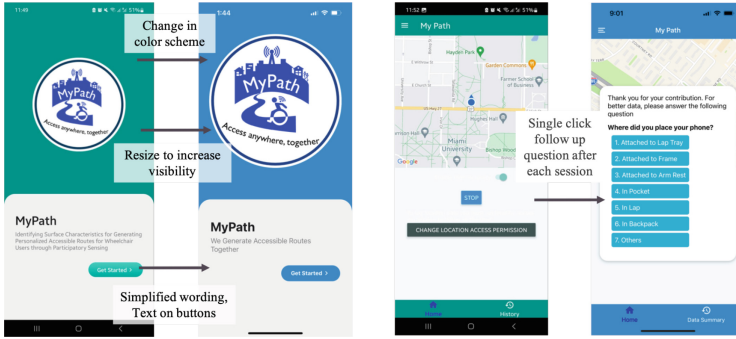 11:49
51%
MyPath
Access anywhere, together
MyPath
Identifying Surface Characteristics for Generating
Personalized Accessible Routes for Wheelchair
Users through Participatory Sensing
Get Started >
Change in
color scheme
Resize to increase
visibility
Simplified wording,
Text on buttons
1:44
MyPath
Access anywhere, together
MyPath
We Generate Accessible Routes
Together
Get Started >
11:52
51%
My Path
Hayden Park
Garden Commons
Farmer School
of Business
E Withrow St
E Church St
Hughes Hall
Miami
University
Bishop Woods
Google
STOP
CHANGE LOCATION ACCESS PERMISSION
Home
History
Single click
follow up
question after
each session
9:01
My Path
Thank you for your contribution. For
better data, please answer the following
question
Where did you place your phone?
1. Attached to Lap Tray
2. Attached to Frame
3. Attached to Arm Rest
4. In Pocket
5. In Lap
6. In Backpack
7. Others
Home
Data Summary